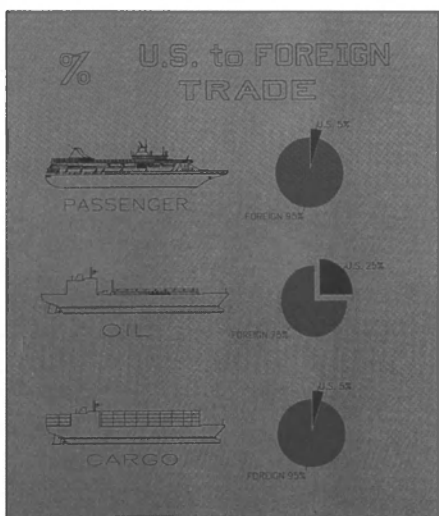 % U.S. to FOREIGN
TRADE
U.S. 5%
PASSENGER
FOREIGN 95%
U.S. 25%
OIL
FOREIGN 75%
U.S. 5%
CARGO
FOREIGN 95%